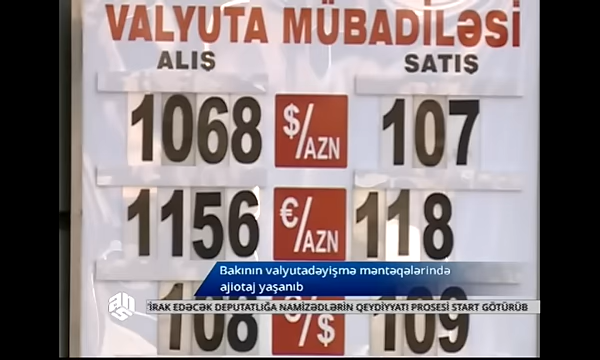 VALYUTA MÜBADİLƏSİ
ALIŞ SATIŞ
1068 $/AZN 107
1156 €/AZN 118
Bakının valyutadəyişmə məntəqələrində
ajiotaj yaşanıb
108 €/$ 109
İRAK EDƏCƏK DEPUTATLIĞA NAMİZƏDLƏRİN QEYDİYYATI PROSESİ START GÖTÜRÜB